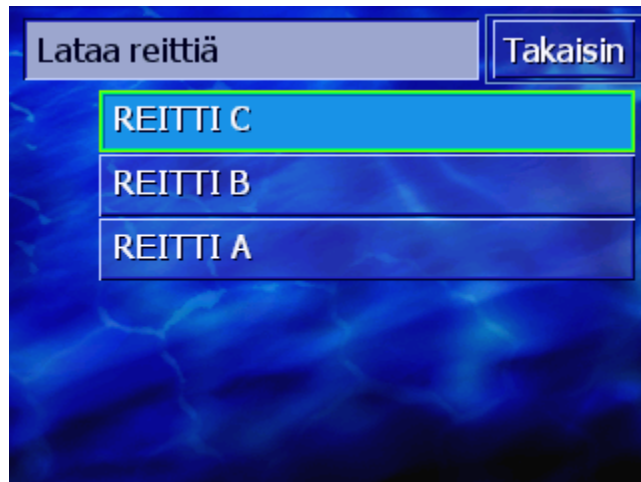 Lataa reittiä
Takaisin
REITTI C
REITTI B
REITTI A